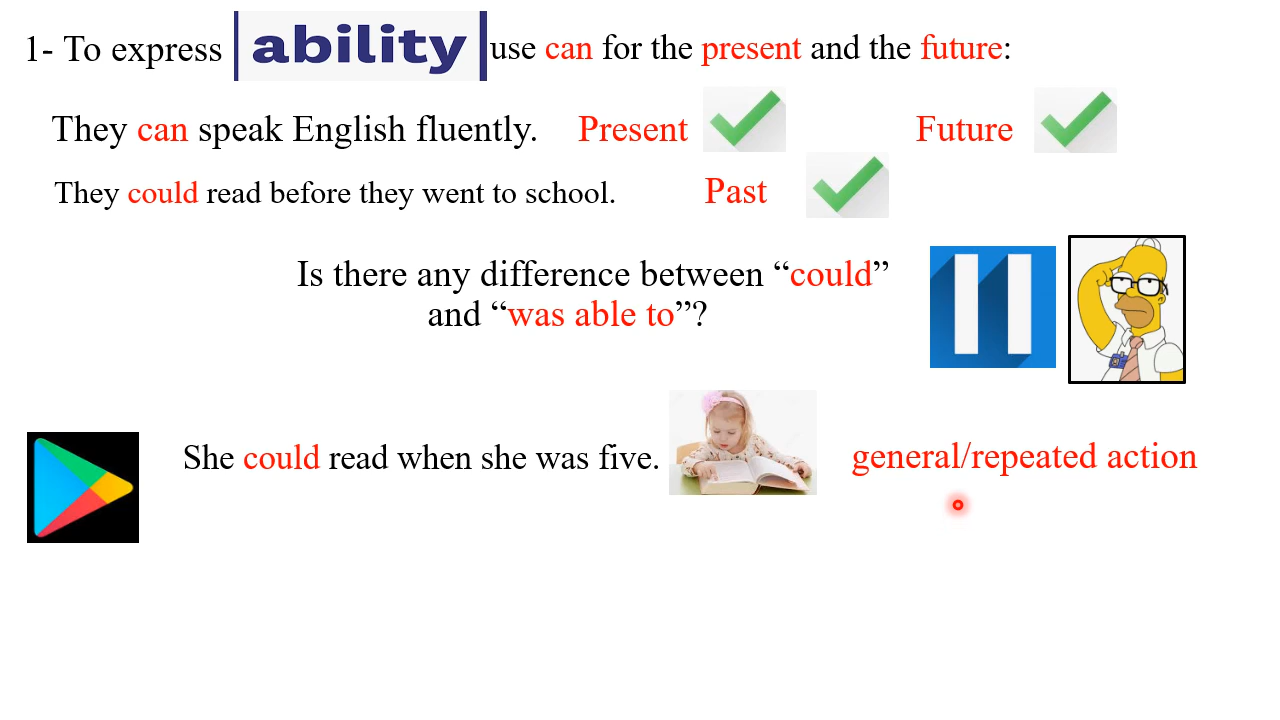 1- To express ability use can for the present and the future:
They can speak English fluently. Present Future
They could read before they went to school. Past
Is there any difference between “could”
and “was able to”?
She could read when she was five. general/repeated action